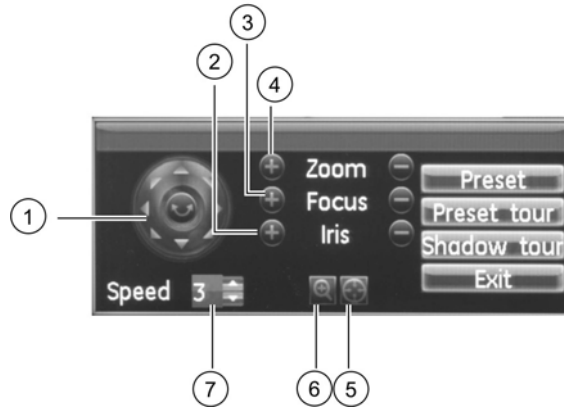 3
2
4
Zoom
Preset
Focus
Preset tour
1
Iris
Shadow tour
Speed 3
Exit
7
6
5